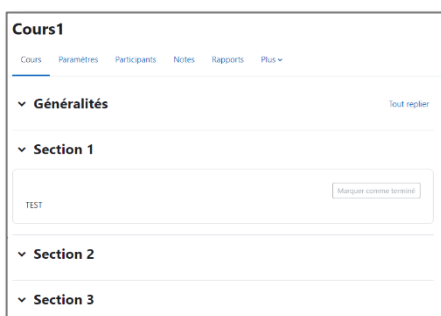 Cours1
Cours Paramètres Participants Notes Rapports Plus
Généralités Tout replier
Section 1
Marquer comme terminé
TEST
Section 2
Section 3